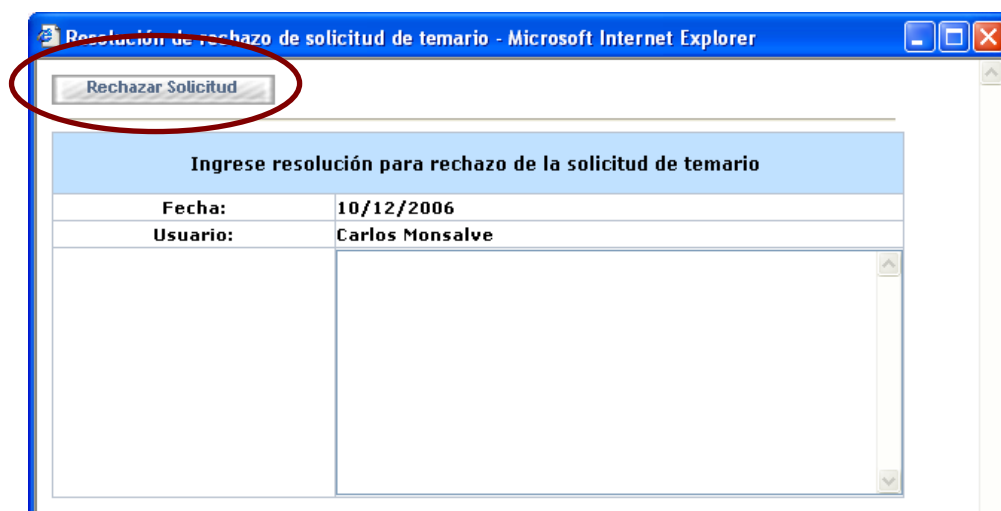 Resolución de rechazo de solicitud de temario - Microsoft Internet Explorer
Rechazar Solicitud
Ingrese resolución para rechazo de la solicitud de temario
Fecha: 10/12/2006
Usuario: Carlos Monsalve